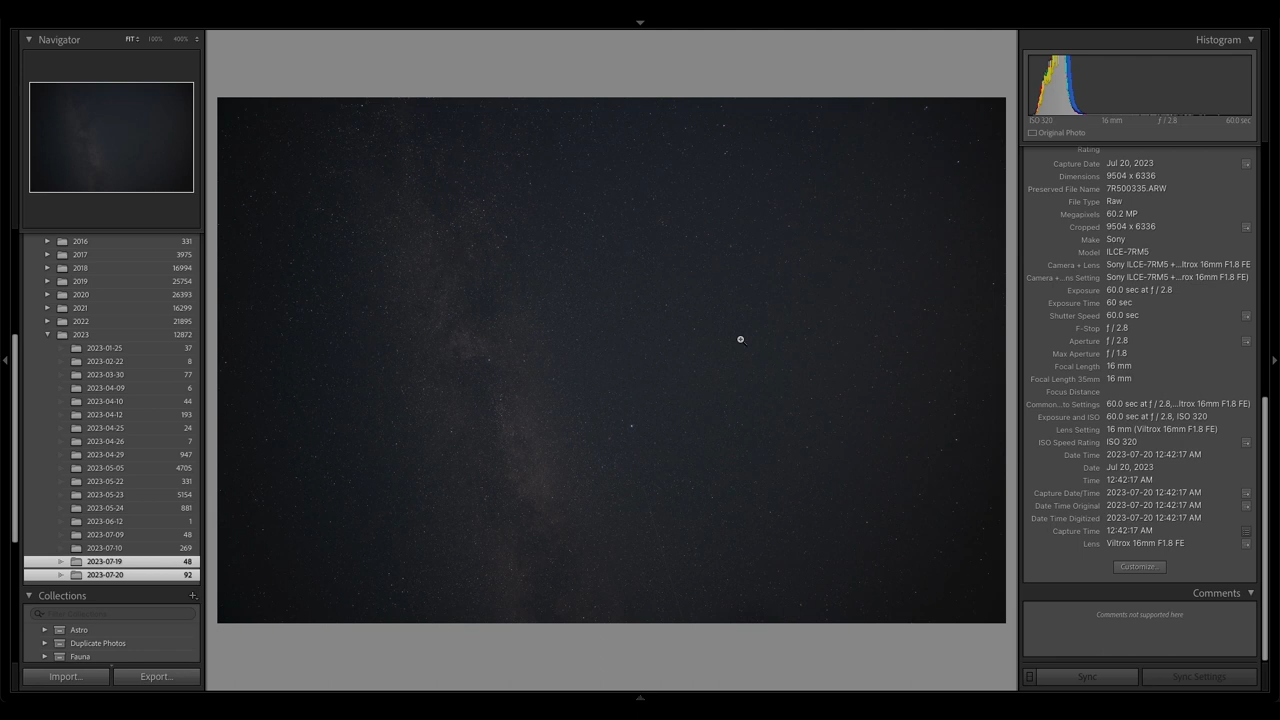 Navigator FIT 100% 400%
2016 331
2017 3975
2018 16994
2019 25754
2020 26393
2021 16299
2022 21895
2023 12872
2023-01-25 37
2023-02-22 8
2023-03-30 77
2023-04-09 6
2023-04-10 44
2023-04-12 193
2023-04-25 24
2023-04-26 7
2023-04-29 947
2023-05-05 4705
2023-05-22 331
2023-05-23 5154
2023-05-24 881
2023-06-12 1
2023-07-09 48
2023-07-10 269
2023-07-19 48
2023-07-20 92
Collections +
Filter Collections
Astro
Duplicate Photos
Fauna
Import... Export...
Histogram
ISO 320 16 mm ƒ / 2.8 60.0 sec
Original Photo
Rating
Capture Date Jul 20, 2023
Dimensions 9504 x 6336
Preserved File Name 7R500335.ARW
File Type Raw
Megapixels 60.2 MP
Cropped 9504 x 6336
Make Sony
Model ILCE-7RM5
Camera + Lens Sony ILCE-7RM5 +...ltrox 16mm F1.8 FE
Camera +...ns Setting Sony ILCE-7RM5 +...rox 16mm F1.8 FE)
Exposure 60.0 sec at ƒ / 2.8
Exposure Time 60 sec
Shutter Speed 60.0 sec
F-Stop ƒ / 2.8
Aperture ƒ / 2.8
Max Aperture ƒ / 1.8
Focal Length 16 mm
Focal Length 35mm 16 mm
Focus Distance
Common...to Settings 60.0 sec at ƒ / 2.8,...ltrox 16mm F1.8 FE)
Exposure and ISO 60.0 sec at ƒ / 2.8, ISO 320
Lens Setting 16 mm (Viltrox 16mm F1.8 FE)
ISO Speed Rating ISO 320
Date Time 2023-07-20 12:42:17 AM
Date Jul 20, 2023
Time 12:42:17 AM
Capture Date/Time 2023-07-20 12:42:17 AM
Date Time Original 2023-07-20 12:42:17 AM
Date Time Digitized 2023-07-20 12:42:17 AM
Capture Time 12:42:17 AM
Lens Viltrox 16mm F1.8 FE
Customize...
Comments
Comments not supported here
Sync Sync Settings